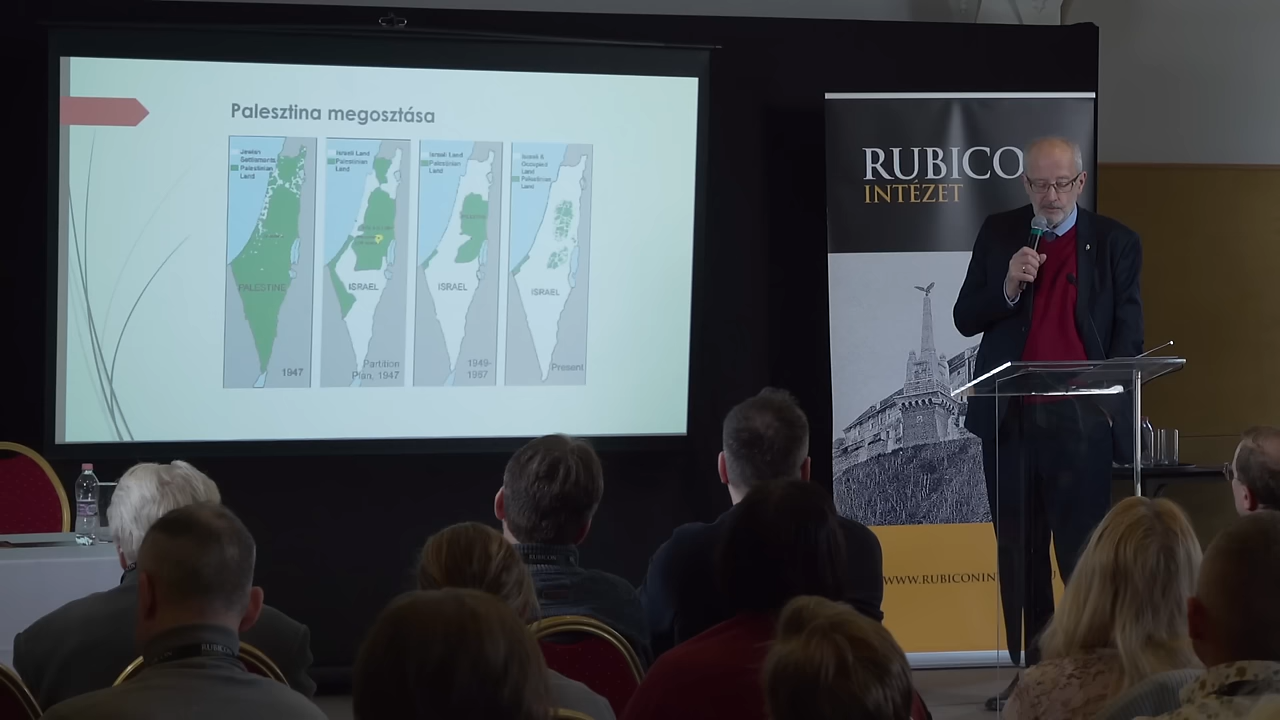 Palesztina megosztása
Jewish
Settlements
Palestinian
Land
PALESTINE
1947
Israeli Land
Palestinian
Land
ISRAEL
Partition
Plan, 1947
Israeli Land
Palestinian
Land
ISRAEL
1949-
1967
Israeli &
Occupied
Land
Palestinian
Land
ISRAEL
Present
RUBICO
INTÉZET
WWW.RUBICONIN
RUBICON